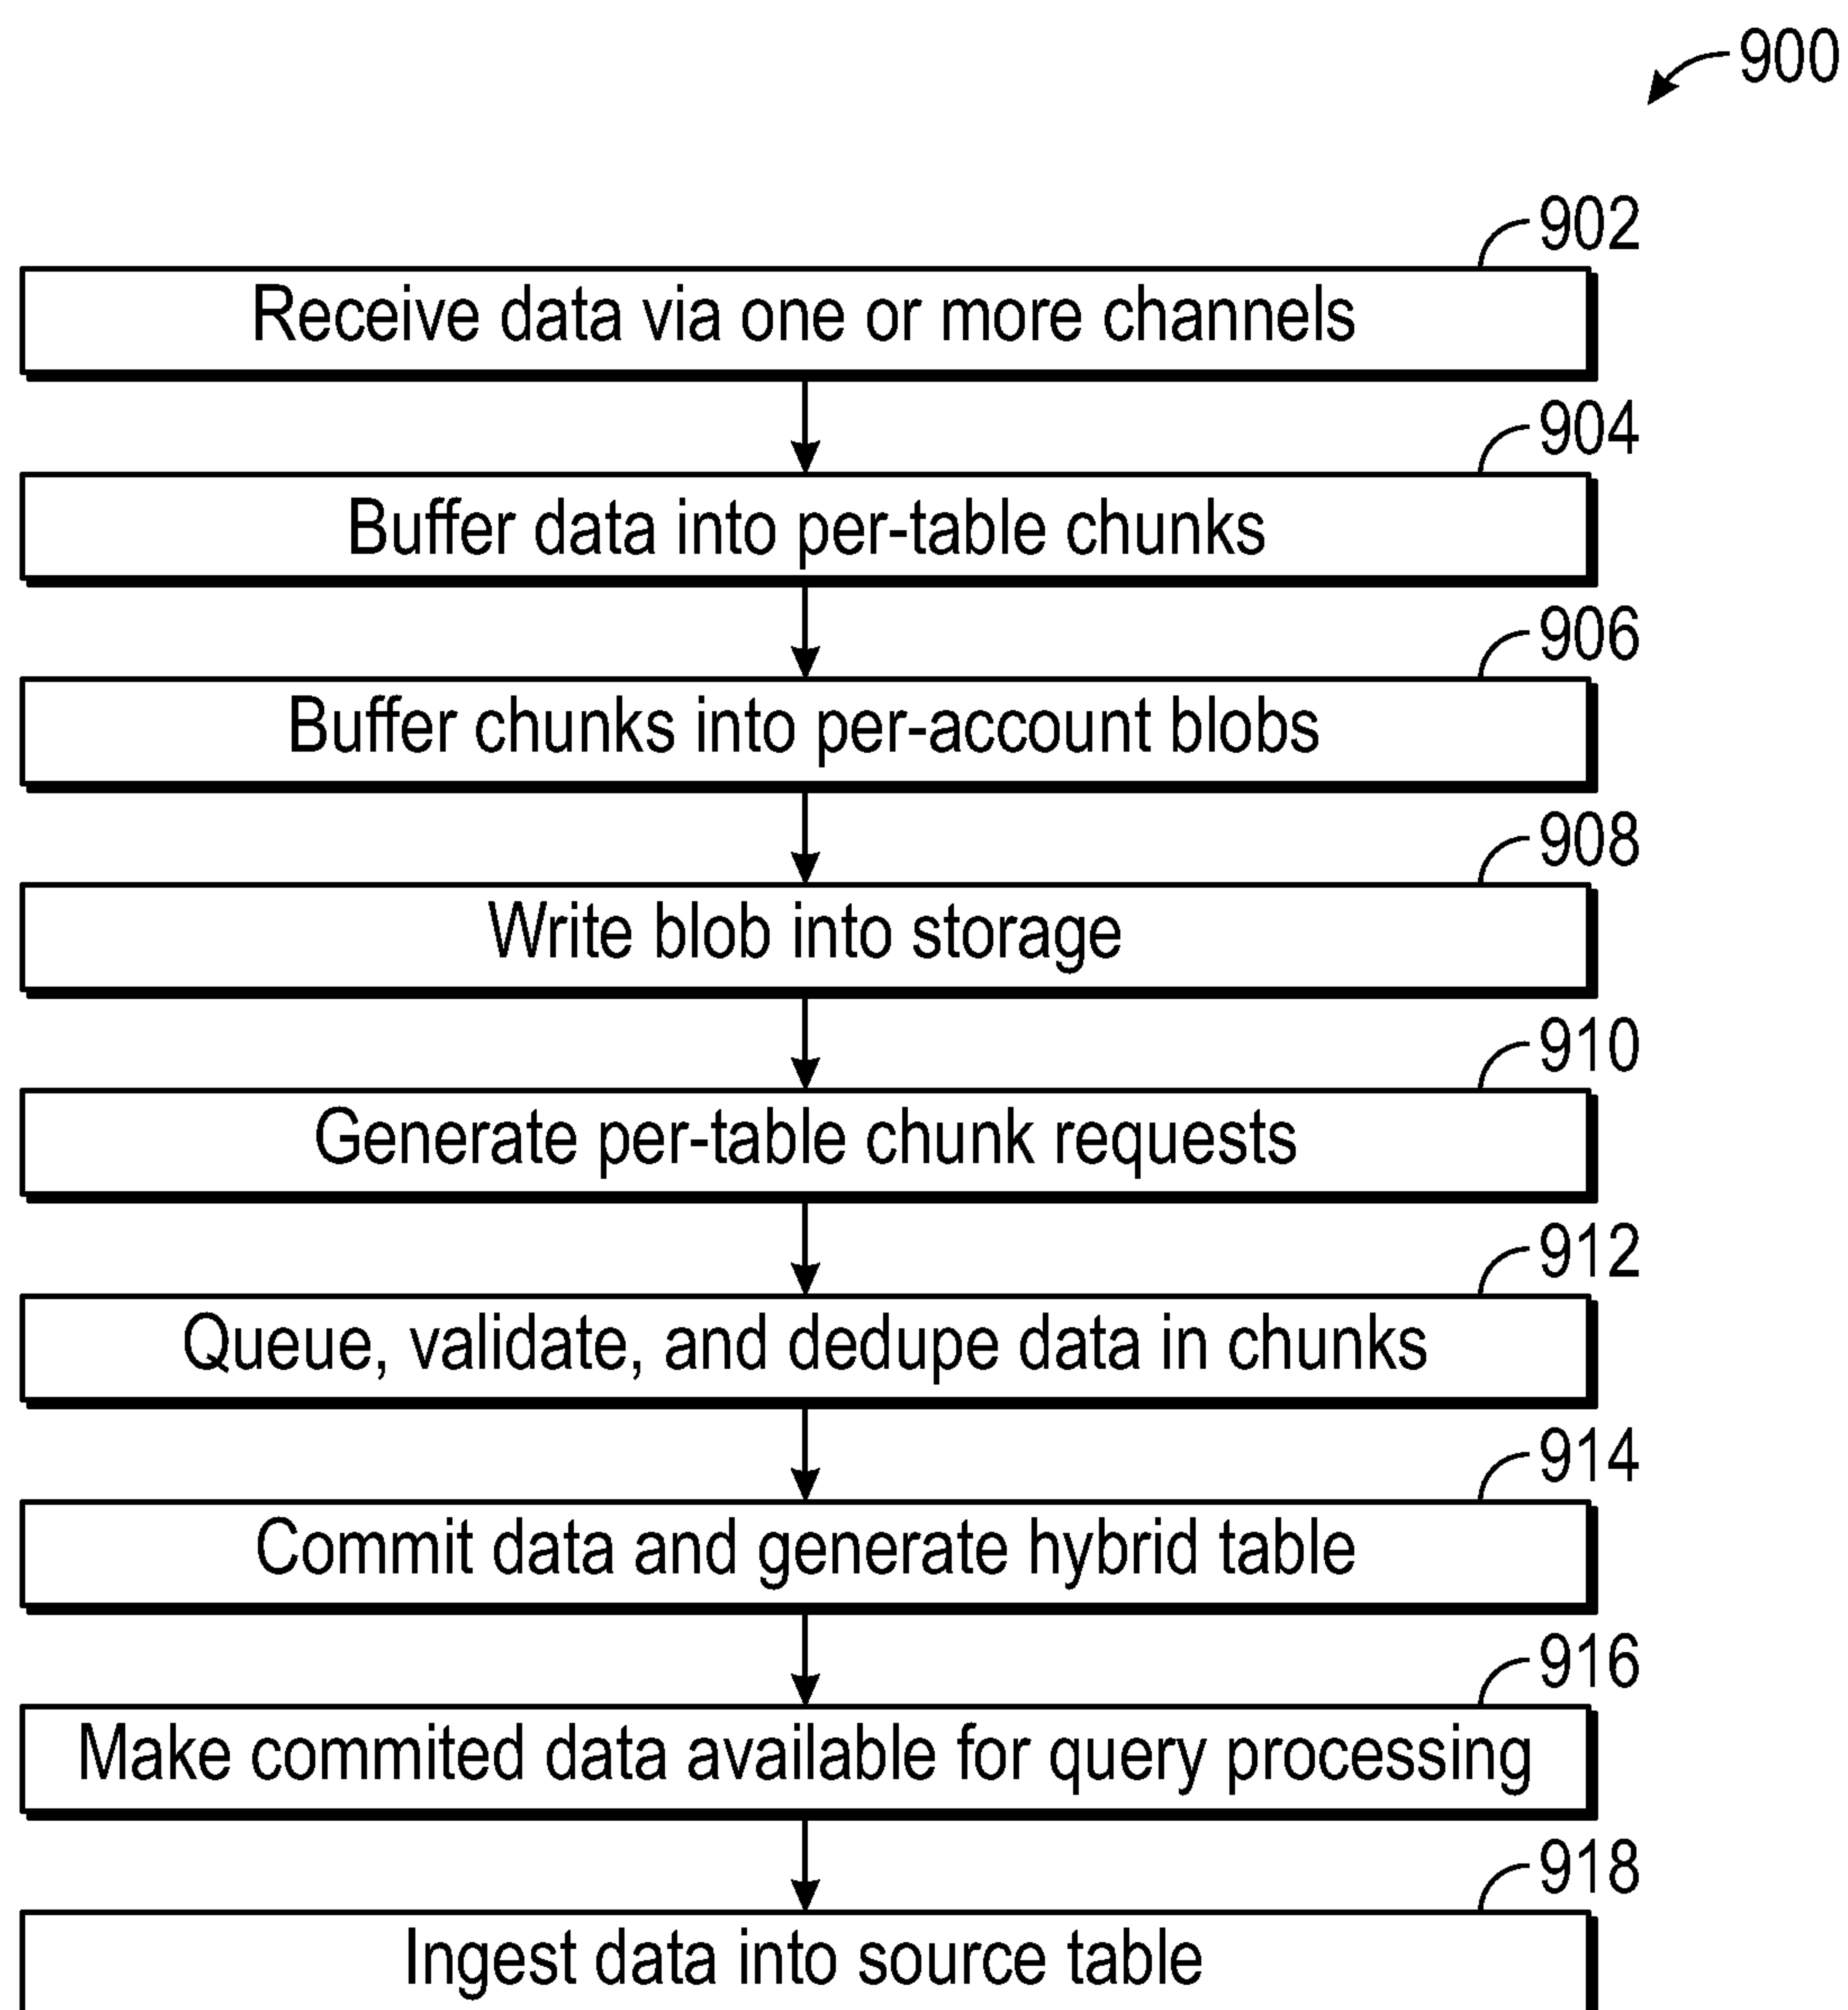 900
902
Receive data via one or more channels
904
Buffer data into per-table chunks
906
Buffer chunks into per-account blobs
908
Write blob into storage
910
Generate per-table chunk requests
912
Queue, validate, and dedupe data in chunks
914
Commit data and generate hybrid table
916
Make commited data available for query processing
918
Ingest data into source table